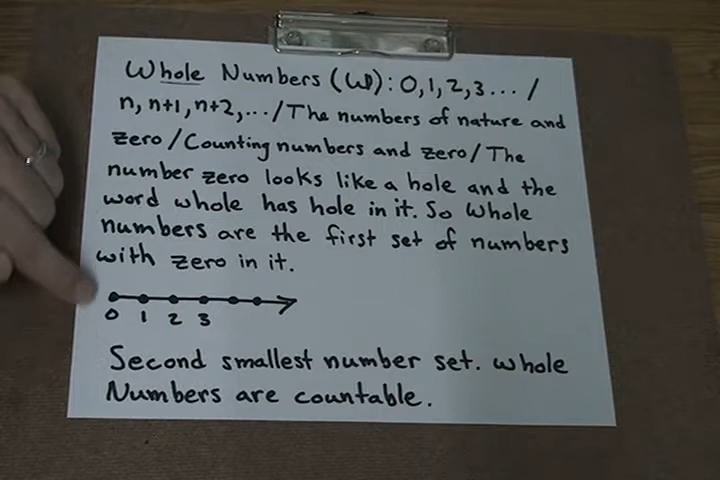 Whole Numbers (W): 0,1,2,3... /
n, n+1, n+2,.../The numbers of nature and
zero/Counting numbers and zero/The
number zero looks like a hole and the
word whole has hole in it. So Whole
numbers are the first set of numbers
with zero in it.
0 1 2 3
Second smallest number set. whole
Numbers are countable.